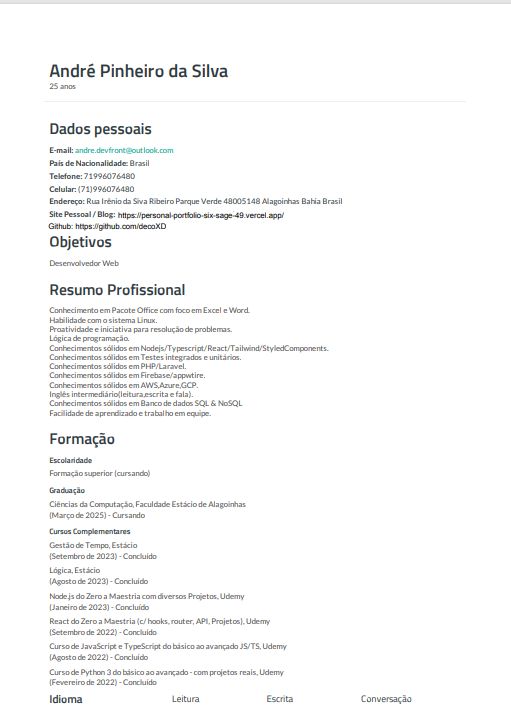 André Pinheiro da Silva
25 anos
Dados pessoais
E-mail: andre.devfront@outlook.com
País de Nacionalidade: Brasil
Telefone: 71996076480
Celular: (71)996076480
Endereço: Rua Irênio da Siva Ribeiro Parque Verde 48005148 Alagoinhas Bahia Brasil
Site Pessoal / Blog: https://personal-portfolio-six-sage-49.vercel.app/
Github: https://github.com/decoXD
Objetivos
Desenvolvedor Web
Resumo Profissional
Conhecimento em Pacote Office com foco em Excel e Word.
Habilidade com o sistema Linux.
Proatividade e iniciativa para resolução de problemas.
Lógica de programação.
Conhecimentos sólidos em Nodejs/Typescript/React/Tailwind/StyledComponents.
Conhecimentos sólidos em Testes integrados e unitários.
Conhecimentos sólidos em PHP/Laravel.
Conhecimentos sólidos em Firebase/appwtire.
Conhecimentos sólidos em AWS,Azure,GCP.
Inglês intermediário(leitura,escrita e fala).
Conhecimentos sólidos em Banco de dados SQL & NoSQL
Facilidade de aprendizado e trabalho em equipe.
Formação
Escolaridade
Formação superior (cursando)
Graduação
Ciências da Computação, Faculdade Estácio de Alagoinhas
(Março de 2025) - Cursando
Cursos Complementares
Gestão de Tempo, Estácio
(Setembro de 2023) - Concluído
Lógica, Estácio
(Agosto de 2023) - Concluído
Node.js do Zero a Maestria com diversos Projetos, Udemy
(Janeiro de 2023) - Concluído
React do Zero a Maestria (c/ hooks, router, API, Projetos), Udemy
(Setembro de 2022) - Concluído
Curso de JavaScript e TypeScript do básico ao avançado JS/TS, Udemy
(Agosto de 2022) - Concluído
Curso de Python 3 do básico ao avançado - com projetos reais, Udemy
(Fevereiro de 2022) - Concluído
Idioma Leitura Escrita Conversação